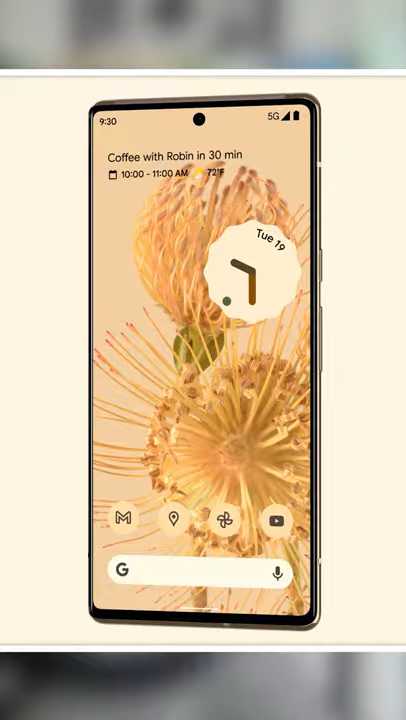 9:30
5G
Coffee with Robin in 30 min
10:00 - 11:00 AM 72°F
Tue 19
G